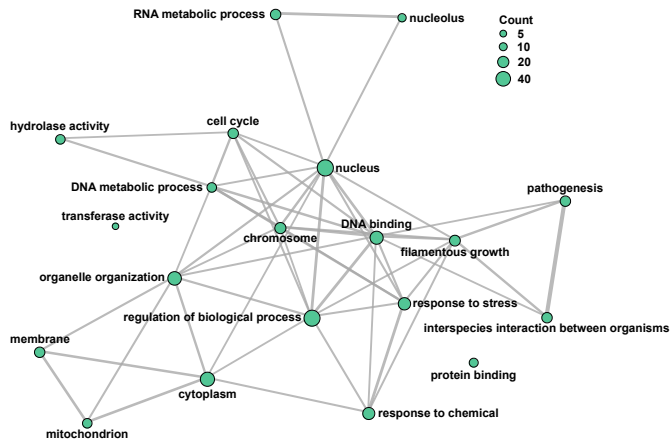 RNA metabolic process
nucleolus
Count
5
10
20
40
cell cycle
hydrolase activity
nucleus
DNA metabolic process
pathogenesis
transferase activity
DNA binding
chromosome
filamentous growth
organelle organization
response to stress
regulation of biological process
interspecies interaction between organisms
membrane
protein binding
cytoplasm
response to chemical
mitochondrion